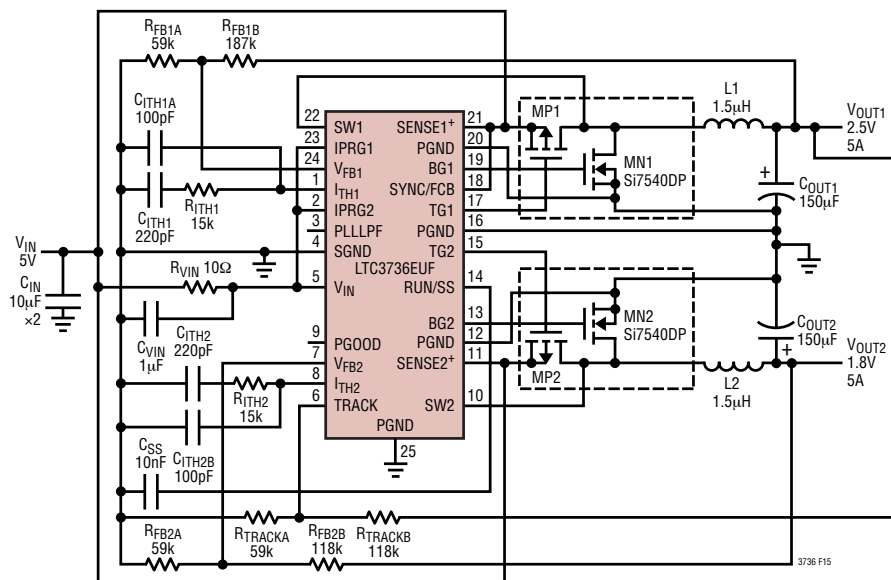 RFB1A
59k
RFB1B
187k
CITH1A
100pF
CITH1
220pF
RITH1
15k
VIN
5V
CIN
10µF
×2
RVIN 10Ω
CVIN
1µF
CITH2
220pF
RITH2
15k
CITH2B
100pF
CSS
10nF
RFB2A
59k
RTRACKA
59k
RFB2B
118k
RTRACKB
118k
22 SW1
23 IPRG1
24 VFB1
1 ITH1
2 IPRG2
3 PLLLPF
4 SGND
5 VIN
9 PGOOD
7 VFB2
8 ITH2
6 TRACK
LTC3736EUF
SENSE1+ 21
PGND 20
BG1 19
SYNC/FCB 18
TG1 17
PGND 16
TG2 15
RUN/SS 14
BG2 13
PGND 12
SENSE2+ 11
SW2 10
PGND
25
MP1
MN1
Si7540DP
MN2
Si7540DP
MP2
L1
1.5µH
VOUT1
2.5V
5A
+
COUT1
150µF
COUT2
150µF
+
VOUT2
1.8V
5A
L2
1.5µH
3736 F15